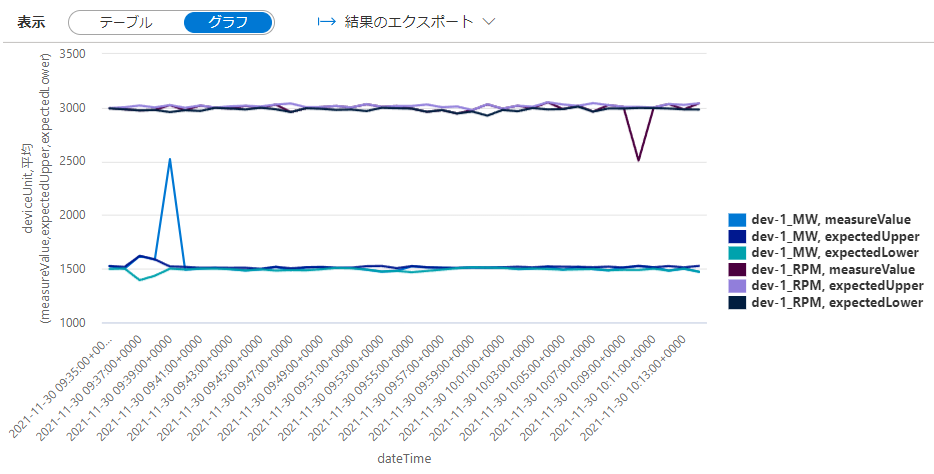 表示
テーブル
グラフ
結果のエクスポート
deviceUnit,平均
(measureValue,expectedUpper,expectedLower)
3500
3000
2500
2000
1500
1000
2021-11-30 09:35:00+00...
2021-11-30 09:37:00+0000
2021-11-30 09:39:00+0000
2021-11-30 09:41:00+0000
2021-11-30 09:43:00+0000
2021-11-30 09:45:00+0000
2021-11-30 09:47:00+0000
2021-11-30 09:49:00+0000
2021-11-30 09:51:00+0000
2021-11-30 09:53:00+0000
2021-11-30 09:55:00+0000
2021-11-30 09:57:00+0000
2021-11-30 09:59:00+0000
2021-11-30 10:01:00+0000
2021-11-30 10:03:00+0000
2021-11-30 10:05:00+0000
2021-11-30 10:07:00+0000
2021-11-30 10:09:00+0000
2021-11-30 10:11:00+0000
2021-11-30 10:13:00+0000
dateTime
dev-1_MW, measureValue
dev-1_MW, expectedUpper
dev-1_MW, expectedLower
dev-1_RPM, measureValue
dev-1_RPM, expectedUpper
dev-1_RPM, expectedLower